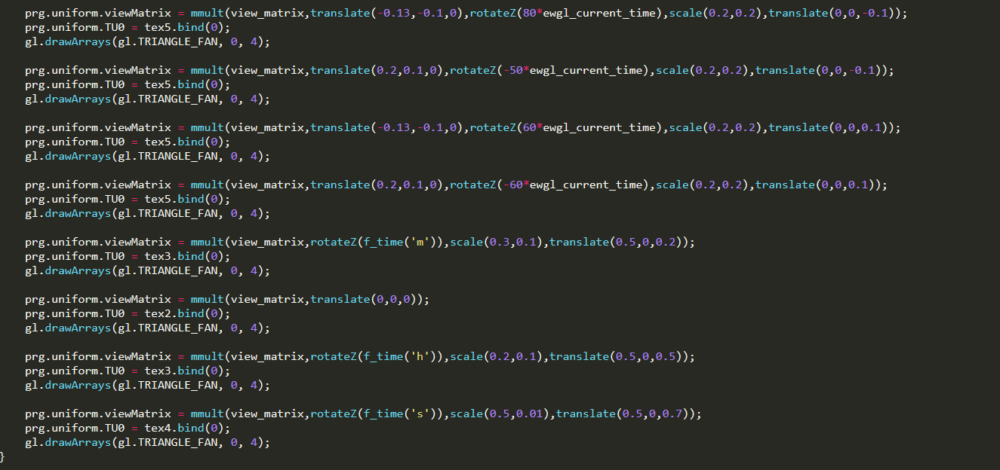 prg.uniform.viewMatrix = mmult(view_matrix,translate(-0.13,-0.1,0),rotateZ(80*ewgl_current_time),scale(0.2,0.2),translate(0,0,-0.1));
prg.uniform.TU0 = tex5.bind(0);
gl.drawArrays(gl.TRIANGLE_FAN, 0, 4);
prg.uniform.viewMatrix = mmult(view_matrix,translate(0.2,0.1,0),rotateZ(-50*ewgl_current_time),scale(0.2,0.2),translate(0,0,-0.1));
prg.uniform.TU0 = tex5.bind(0);
gl.drawArrays(gl.TRIANGLE_FAN, 0, 4);
prg.uniform.viewMatrix = mmult(view_matrix,translate(-0.13,-0.1,0),rotateZ(60*ewgl_current_time),scale(0.2,0.2),translate(0,0,0.1));
prg.uniform.TU0 = tex5.bind(0);
gl.drawArrays(gl.TRIANGLE_FAN, 0, 4);
prg.uniform.viewMatrix = mmult(view_matrix,translate(0.2,0.1,0),rotateZ(-60*ewgl_current_time),scale(0.2,0.2),translate(0,0,0.1));
prg.uniform.TU0 = tex5.bind(0);
gl.drawArrays(gl.TRIANGLE_FAN, 0, 4);
prg.uniform.viewMatrix = mmult(view_matrix,rotateZ(f_time('m')),scale(0.3,0.1),translate(0.5,0,0.2));
prg.uniform.TU0 = tex3.bind(0);
gl.drawArrays(gl.TRIANGLE_FAN, 0, 4);
prg.uniform.viewMatrix = mmult(view_matrix,translate(0,0,0));
prg.uniform.TU0 = tex2.bind(0);
gl.drawArrays(gl.TRIANGLE_FAN, 0, 4);
prg.uniform.viewMatrix = mmult(view_matrix,rotateZ(f_time('h')),scale(0.2,0.1),translate(0.5,0,0.5));
prg.uniform.TU0 = tex3.bind(0);
gl.drawArrays(gl.TRIANGLE_FAN, 0, 4);
prg.uniform.viewMatrix = mmult(view_matrix,rotateZ(f_time('s')),scale(0.5,0.01),translate(0.5,0,0.7));
prg.uniform.TU0 = tex4.bind(0);
gl.drawArrays(gl.TRIANGLE_FAN, 0, 4);
}